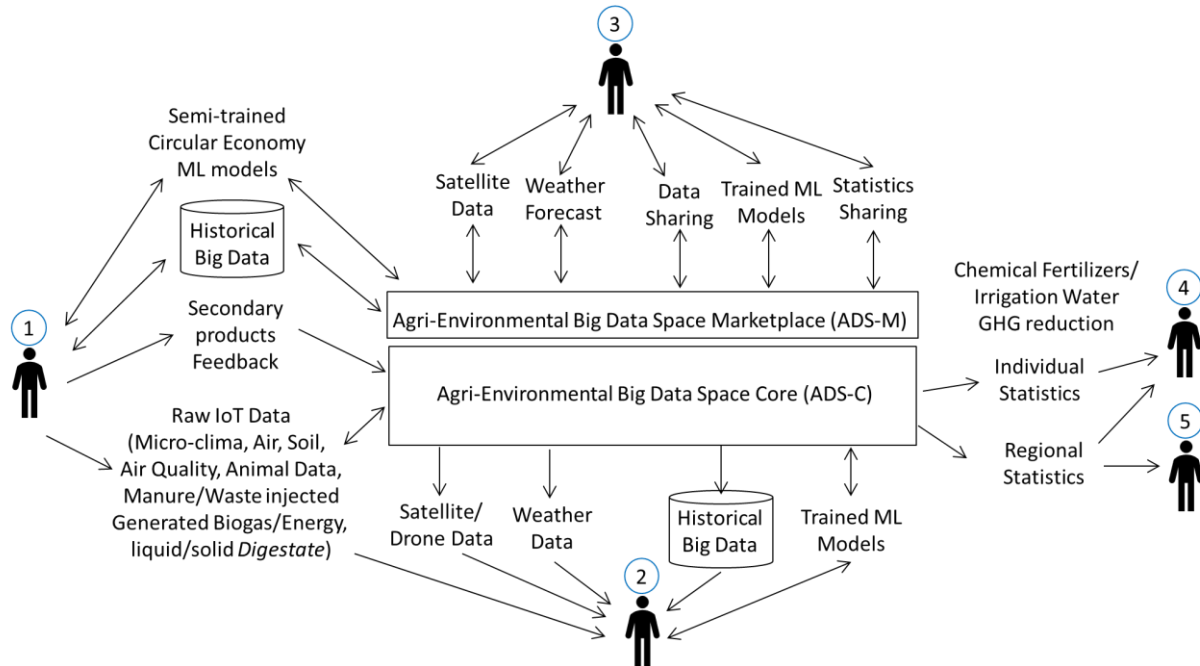 3
Semi-trained
Circular Economy
ML models
Satellite
Data
Weather
Forecast
Data
Sharing
Trained ML
Models
Statistics
Sharing
Historical
Big Data
1
Secondary
products
Feedback
Agri-Environmental Big Data Space Marketplace (ADS-M)
Agri-Environmental Big Data Space Core (ADS-C)
Chemical Fertilizers/
Irrigation Water
GHG reduction
4
Individual
Statistics
5
Regional
Statistics
Raw IoT Data
(Micro-clima, Air, Soil,
Air Quality, Animal Data,
Manure/Waste injected
Generated Biogas/Energy,
liquid/solid Digestate)
Satellite/
Drone Data
Weather
Data
Historical
Big Data
Trained ML
Models
2